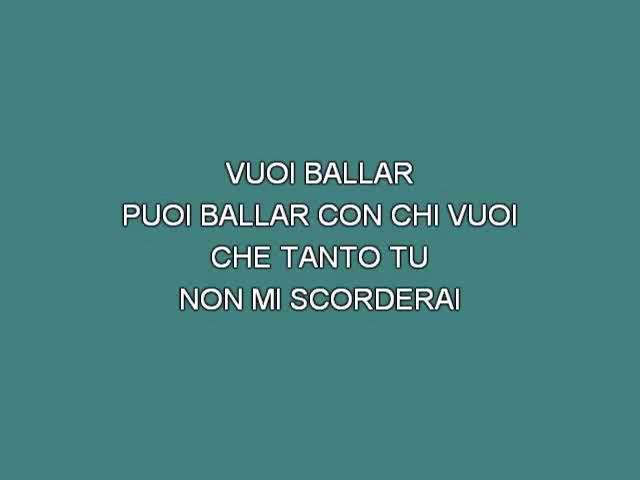 VUOI BALLAR
PUOI BALLAR CON CHI VUOI
CHE TANTO TU
NON MI SCORDERAI